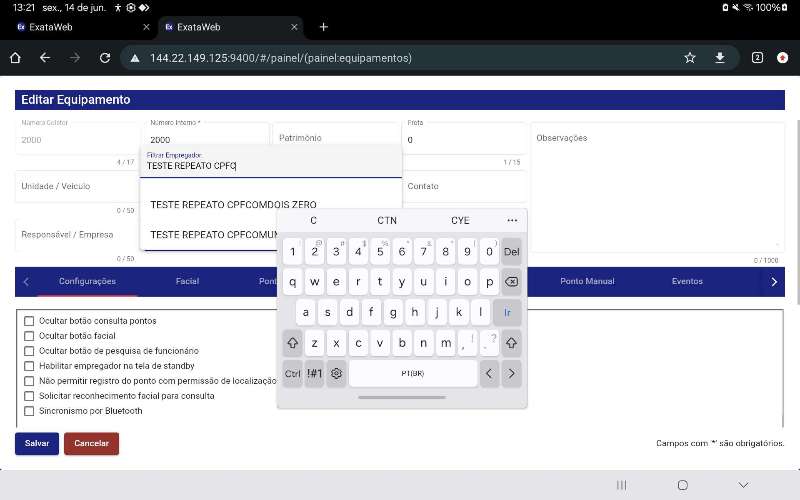 13:21 sex., 14 de jun. 100%
ExataWeb
ExataWeb
144.22.149.125:9400/#/painel/(painel:equipamentos)
2
Editar Equipamento
Número Coletor
2000
4 / 17
Número Interno *
2000
Patrimônio
Frota
0
1 / 15
Observações
0 / 1000
Filtrar Empregador
TESTE REPEATO CPFC
TESTE REPEATO CPFCOMDOIS ZERO
TESTE REPEATO CPFCOMUM
Unidade / Veículo
0 / 50
Contato
Responsável / Empresa
0 / 50
Configurações
Facial
Pont
Ponto Manual
Eventos
Ocultar botão consulta pontos
Ocultar botão facial
Ocultar botão de pesquisa de funcionário
Habilitar empregador na tela de standby
Não permitir registro do ponto com permissão de localização
Solicitar reconhecimento facial para consulta
Sincronismo por Bluetooth
Salvar
Cancelar
Campos com '*' são obrigatórios.
C CTN CYE ...
1 2 3 4 5 6 7 8 9 0 Del
q w e r t y u i o p
a s d f g h j k l Ir
z x c v b n m , ! . ?
Ctrl !#1 PT(BR)